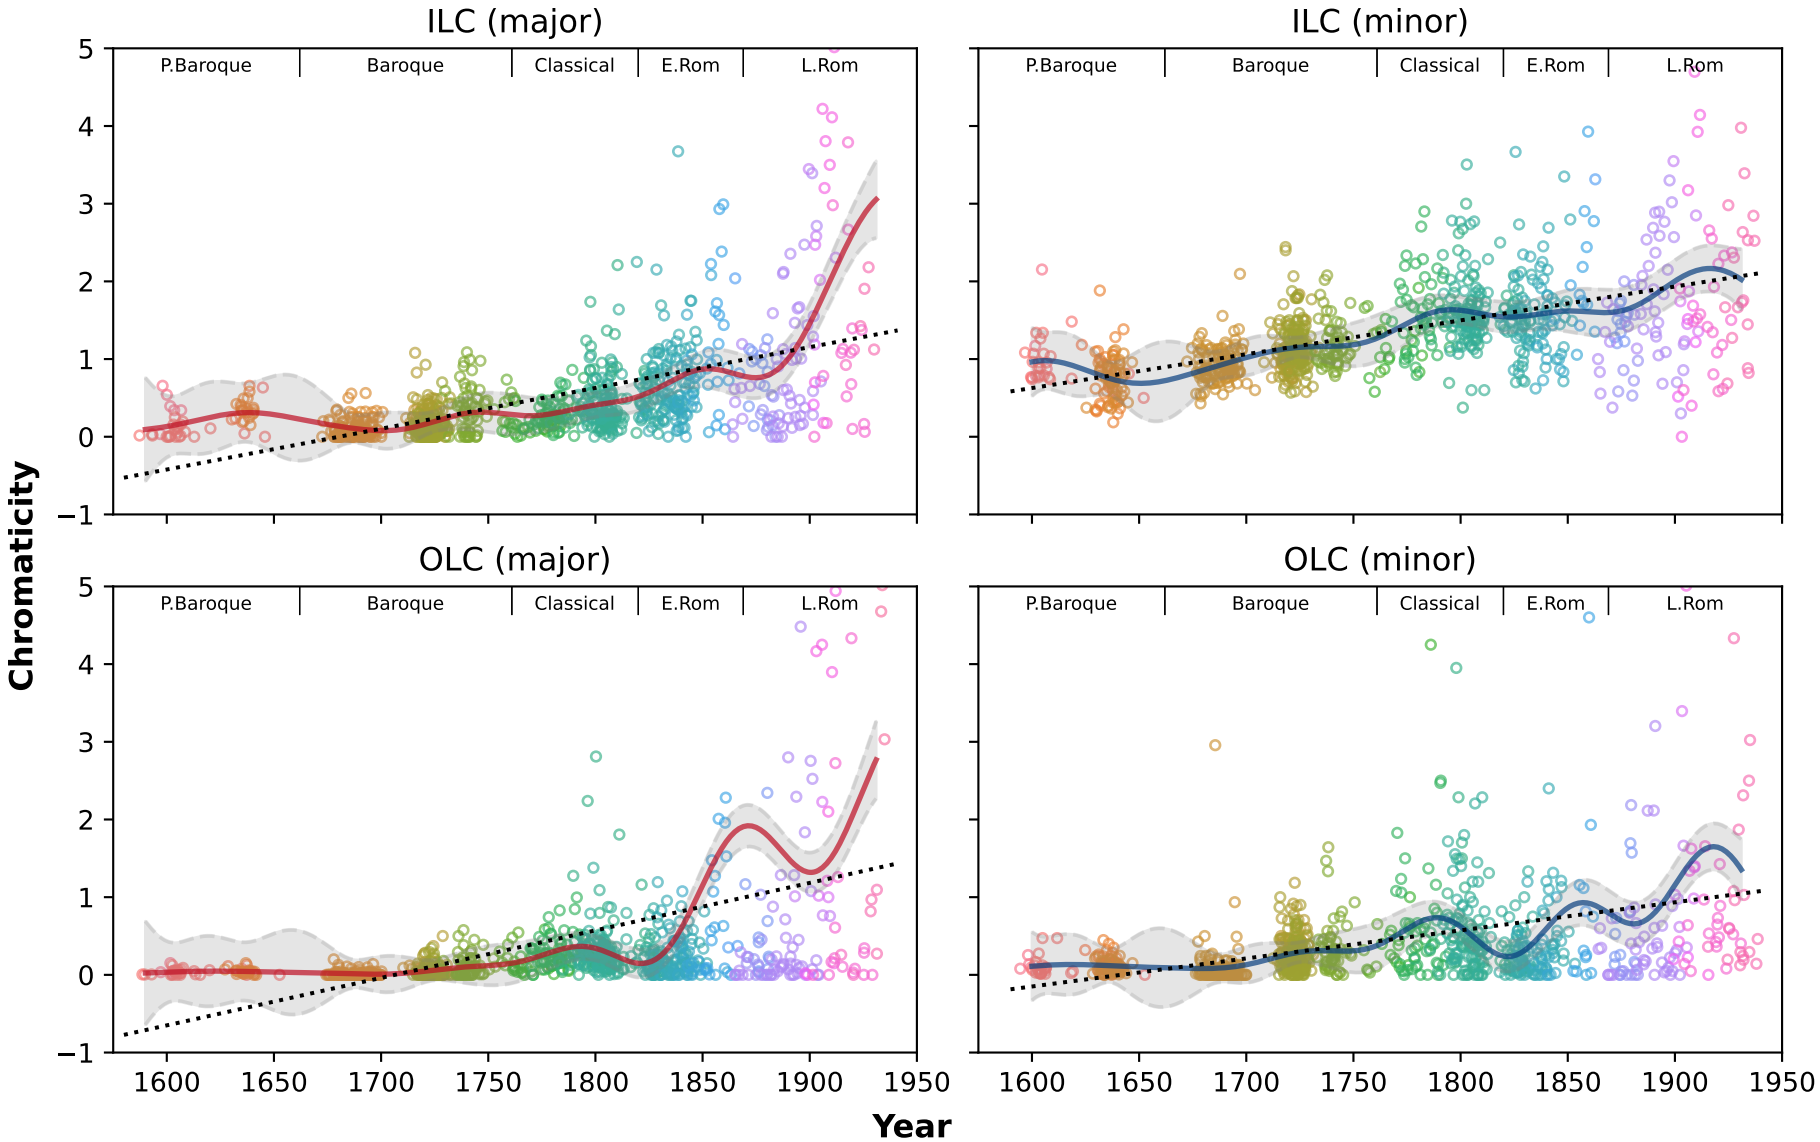 ILC (major)
ILC (minor)
5
P.Baroque
Baroque
Classical
E.Rom
L.Rom
P.Baroque
Baroque
Classical
E.Rom
L.Rom
4
3
2
1
0
−1
Chromaticity
OLC (major)
OLC (minor)
5
P.Baroque
Baroque
Classical
E.Rom
L.Rom
P.Baroque
Baroque
Classical
E.Rom
L.Rom
4
3
2
1
0
−1
1600 1650 1700 1750 1800 1850 1900 1950
1600 1650 1700 1750 1800 1850 1900 1950
Year